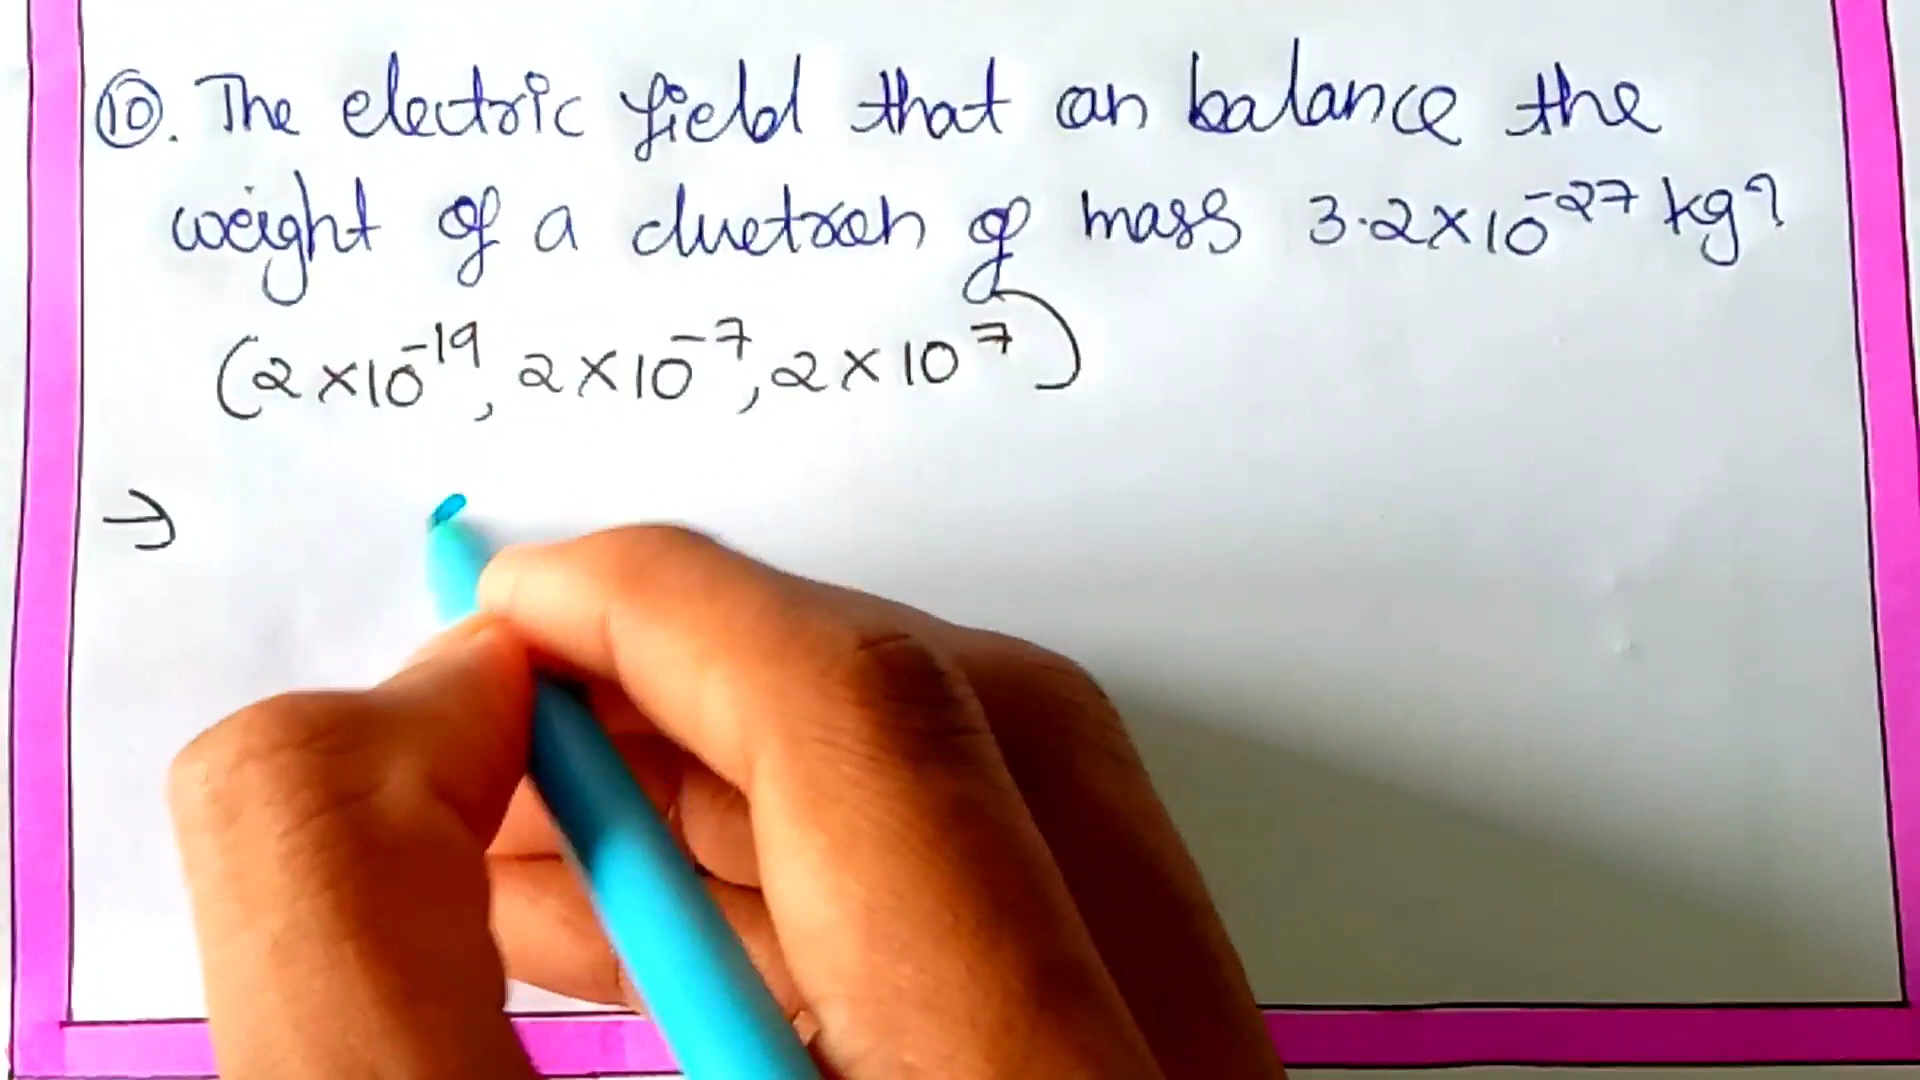 ⑩. The electric field that an balance the
weight of a duetron of mass 3.2×10⁻²⁷ kg?
(2×10⁻¹⁹, 2×10⁻⁷, 2×10⁷)
→